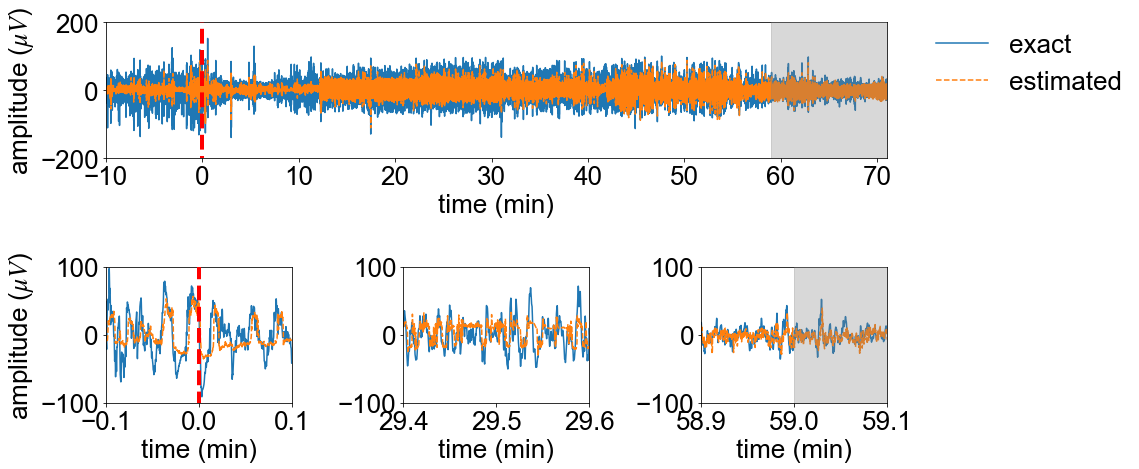 amplitude (μV)
200
0
−200
−10 0 10 20 30 40 50 60 70
time (min)
exact
estimated
amplitude (μV)
100
0
−100
−0.1 0.0 0.1
time (min)
100
0
−100
29.4 29.5 29.6
time (min)
100
0
−100
58.9 59.0 59.1
time (min)